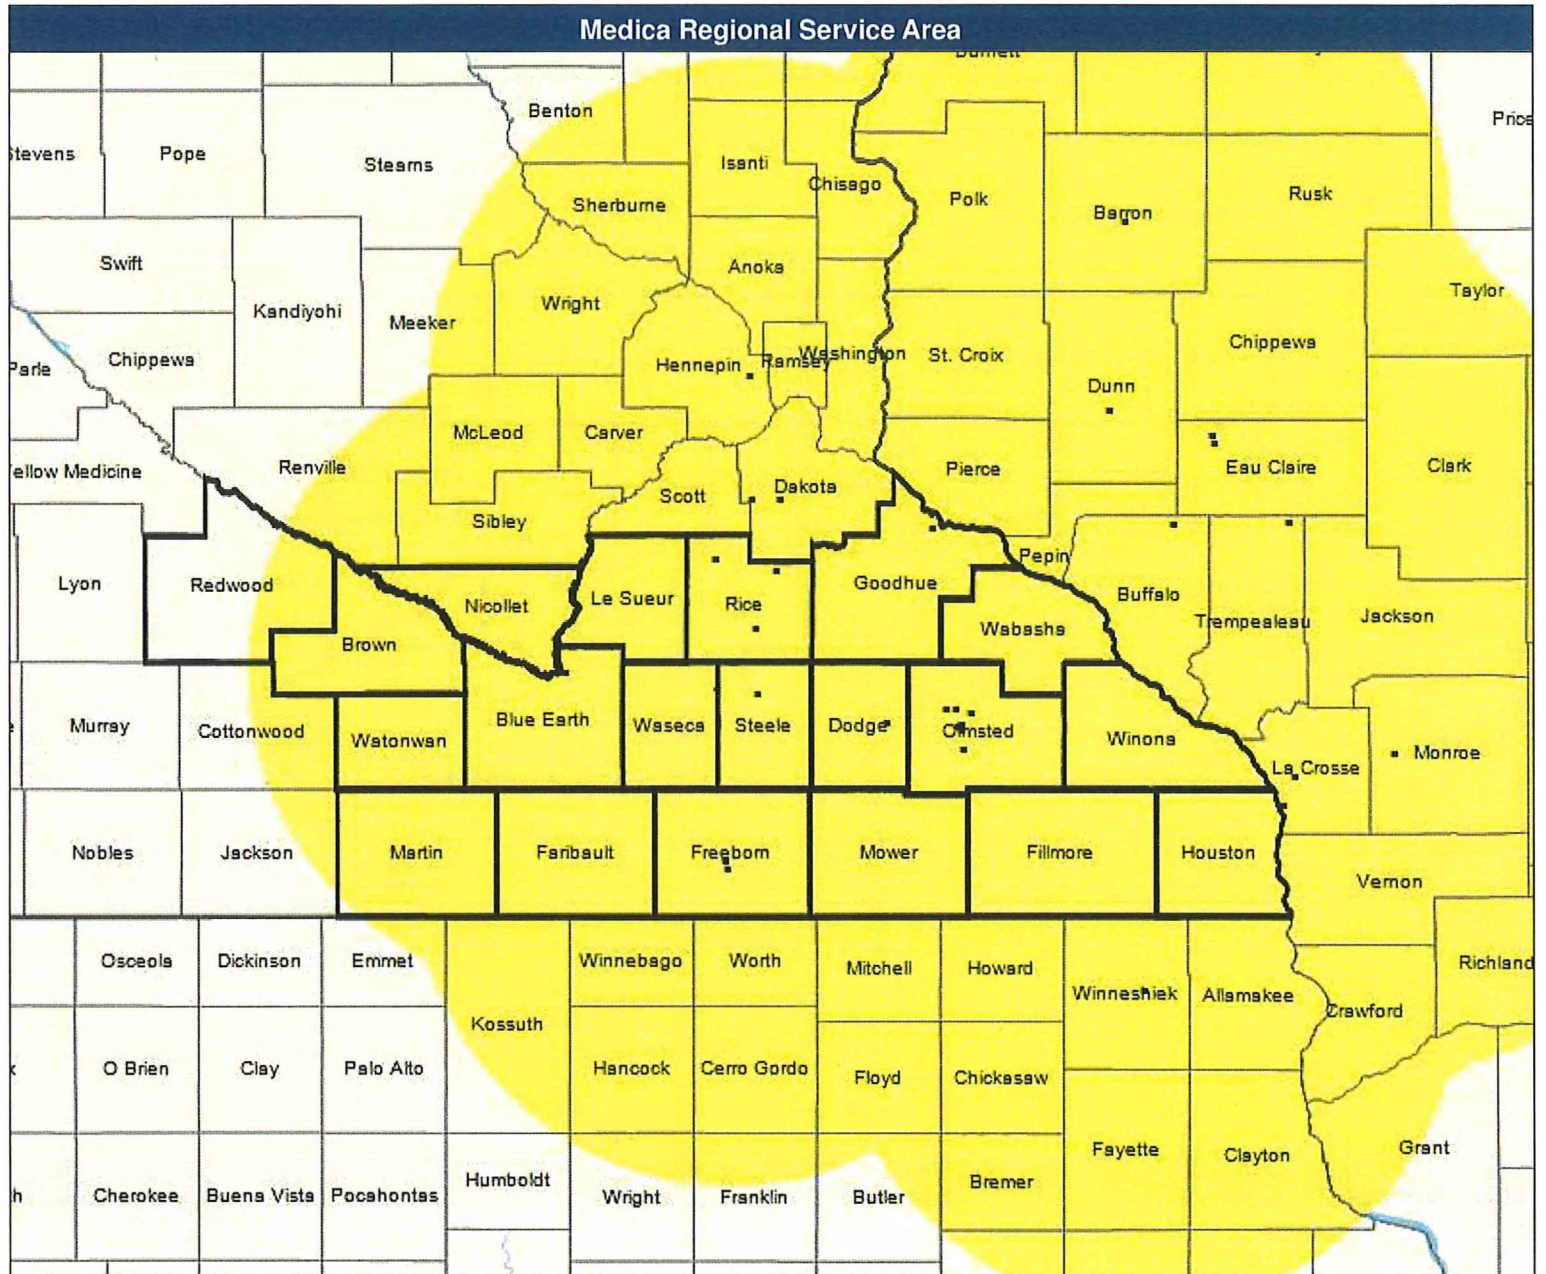 Medica Regional Service Area
Burnett
Benton
Price
Stevens
Pope
Stearns
Isanti
Chisago
Polk
Barron
Rusk
Sherburne
Swift
Anoka
Taylor
Kandiyohi
Meeker
Wright
Chippewa
Parle
Chippewa
Hennepin
Ramsey
Washington
St. Croix
Dunn
McLeod
Carver
Yellow Medicine
Renville
Pierce
Eau Claire
Clark
Scott
Dakota
Sibley
Pepin
Lyon
Redwood
Nicollet
Le Sueur
Rice
Goodhue
Buffalo
Trempealeau
Jackson
Brown
Wabasha
Murray
Cottonwood
Watonwan
Blue Earth
Waseca
Steele
Dodge
Olmsted
Winona
La Crosse
Monroe
Nobles
Jackson
Martin
Faribault
Freeborn
Mower
Fillmore
Houston
Vernon
Osceola
Dickinson
Emmet
Winnebago
Worth
Mitchell
Howard
Winneshiek
Allamakee
Crawford
Richland
Kossuth
O Brien
Clay
Palo Alto
Hancock
Cerro Gordo
Floyd
Chickasaw
Fayette
Clayton
Grant
Cherokee
Buena Vista
Pocahontas
Humboldt
Wright
Franklin
Butler
Bremer